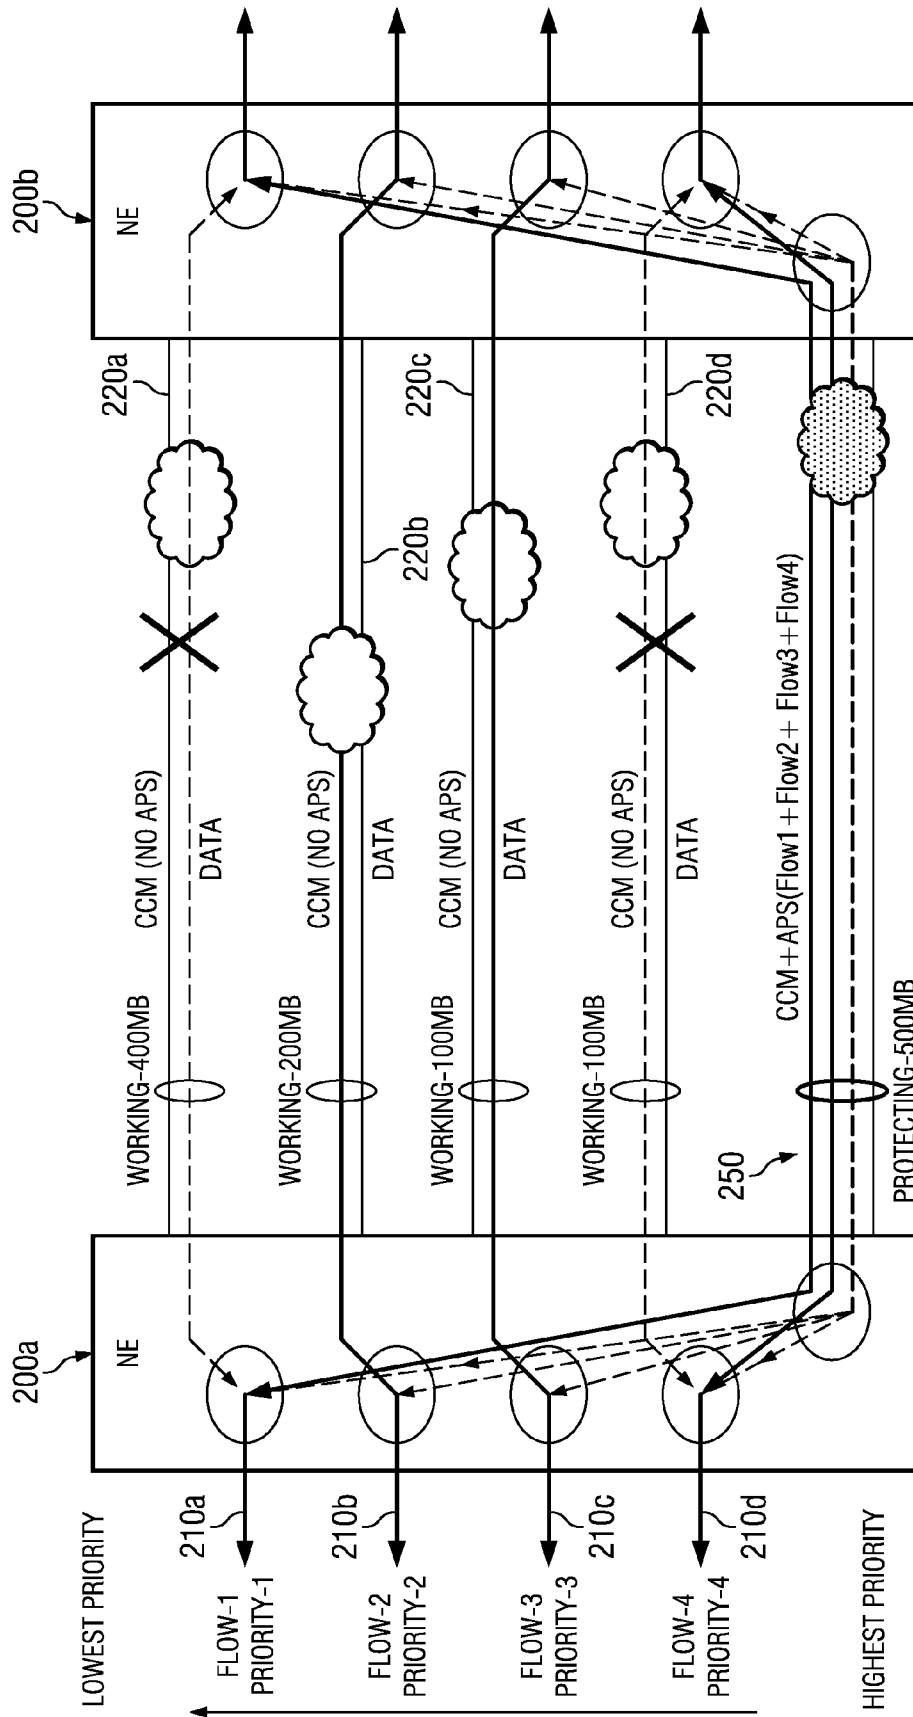 LOWEST PRIORITY
FLOW-1
PRIORITY-1
210a
FLOW-2
PRIORITY-2
210b
FLOW-3
PRIORITY-3
210c
FLOW-4
PRIORITY-4
210d
HIGHEST PRIORITY
200a
NE
WORKING-400MB
CCM (NO APS)
DATA
220a
WORKING-200MB
CCM (NO APS)
DATA
220b
WORKING-100MB
CCM (NO APS)
DATA
220c
WORKING-100MB
CCM (NO APS)
DATA
220d
250
CCM+APS(Flow1+Flow2+ Flow3+Flow4)
PROTECTING-500MB
200b
NE